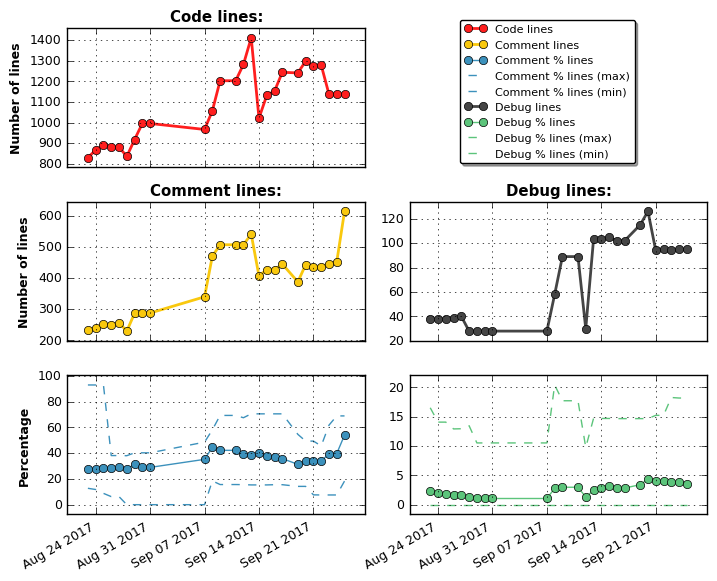 Code lines:
Number of lines
1400
1300
1200
1100
1000
900
800
Code lines
Comment lines
Comment % lines
Comment % lines (max)
Comment % lines (min)
Debug lines
Debug % lines
Debug % lines (max)
Debug % lines (min)
Comment lines:
Number of lines
600
500
400
300
200
Debug lines:
120
100
80
60
40
20
Percentage
100
80
60
40
20
0
Aug 24 2017
Aug 31 2017
Sep 07 2017
Sep 14 2017
Sep 21 2017
20
15
10
5
0
Aug 24 2017
Aug 31 2017
Sep 07 2017
Sep 14 2017
Sep 21 2017